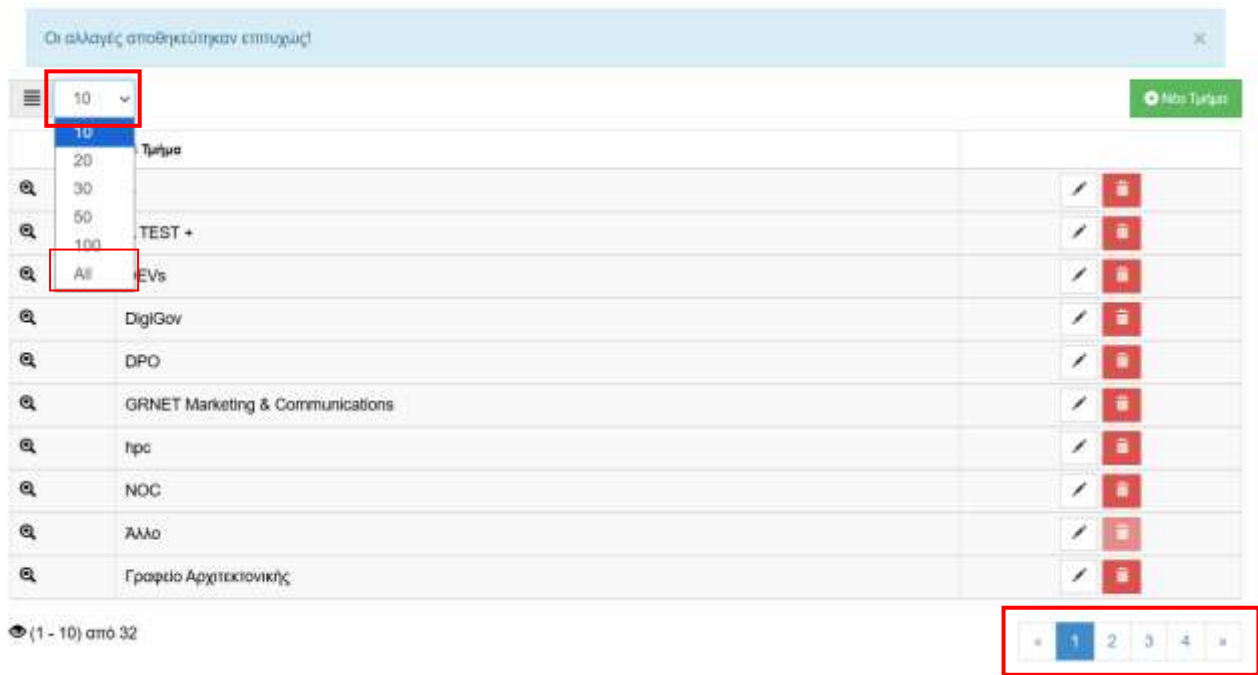 Οι αλλαγές αποθηκεύτηκαν επιτυχώς! ×
10
Νέο Τμήμα
10
20
30
50
100
All
Τμήμα
TEST +
EVs
DigiGov
DPO
GRNET Marketing & Communications
hpc
NOC
Άλλο
Γραφείο Αρχιτεκτονικής
(1 - 10) από 32
« 1 2 3 4 »